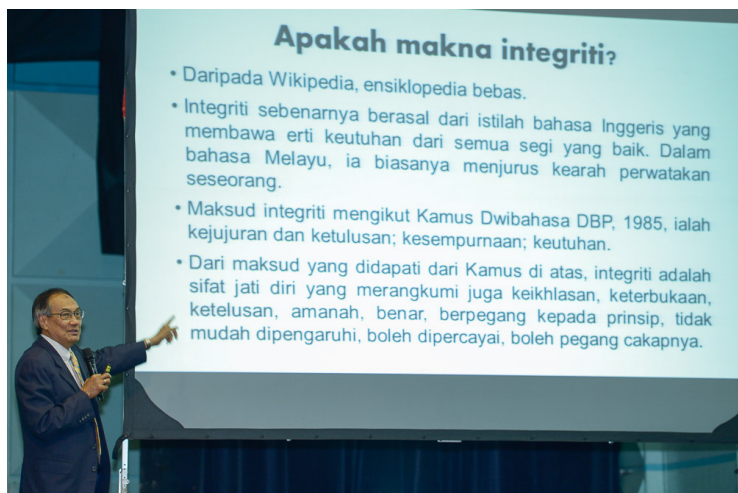 Apakah makna integriti?
• Daripada Wikipedia, ensiklopedia bebas.
• Integriti sebenarnya berasal dari istilah bahasa Inggeris yang
membawa erti keutuhan dari semua segi yang baik. Dalam
bahasa Melayu, ia biasanya menjurus kearah perwatakan
seseorang.
• Maksud integriti mengikut Kamus Dwibahasa DBP, 1985, ialah
kejujuran dan ketulusan; kesempurnaan; keutuhan.
• Dari maksud yang didapati dari Kamus di atas, integriti adalah
sifat jati diri yang merangkumi juga keikhlasan, keterbukaan,
ketelusan, amanah, benar, berpegang kepada prinsip, tidak
mudah dipengaruhi, boleh dipercayai, boleh pegang cakapnya.